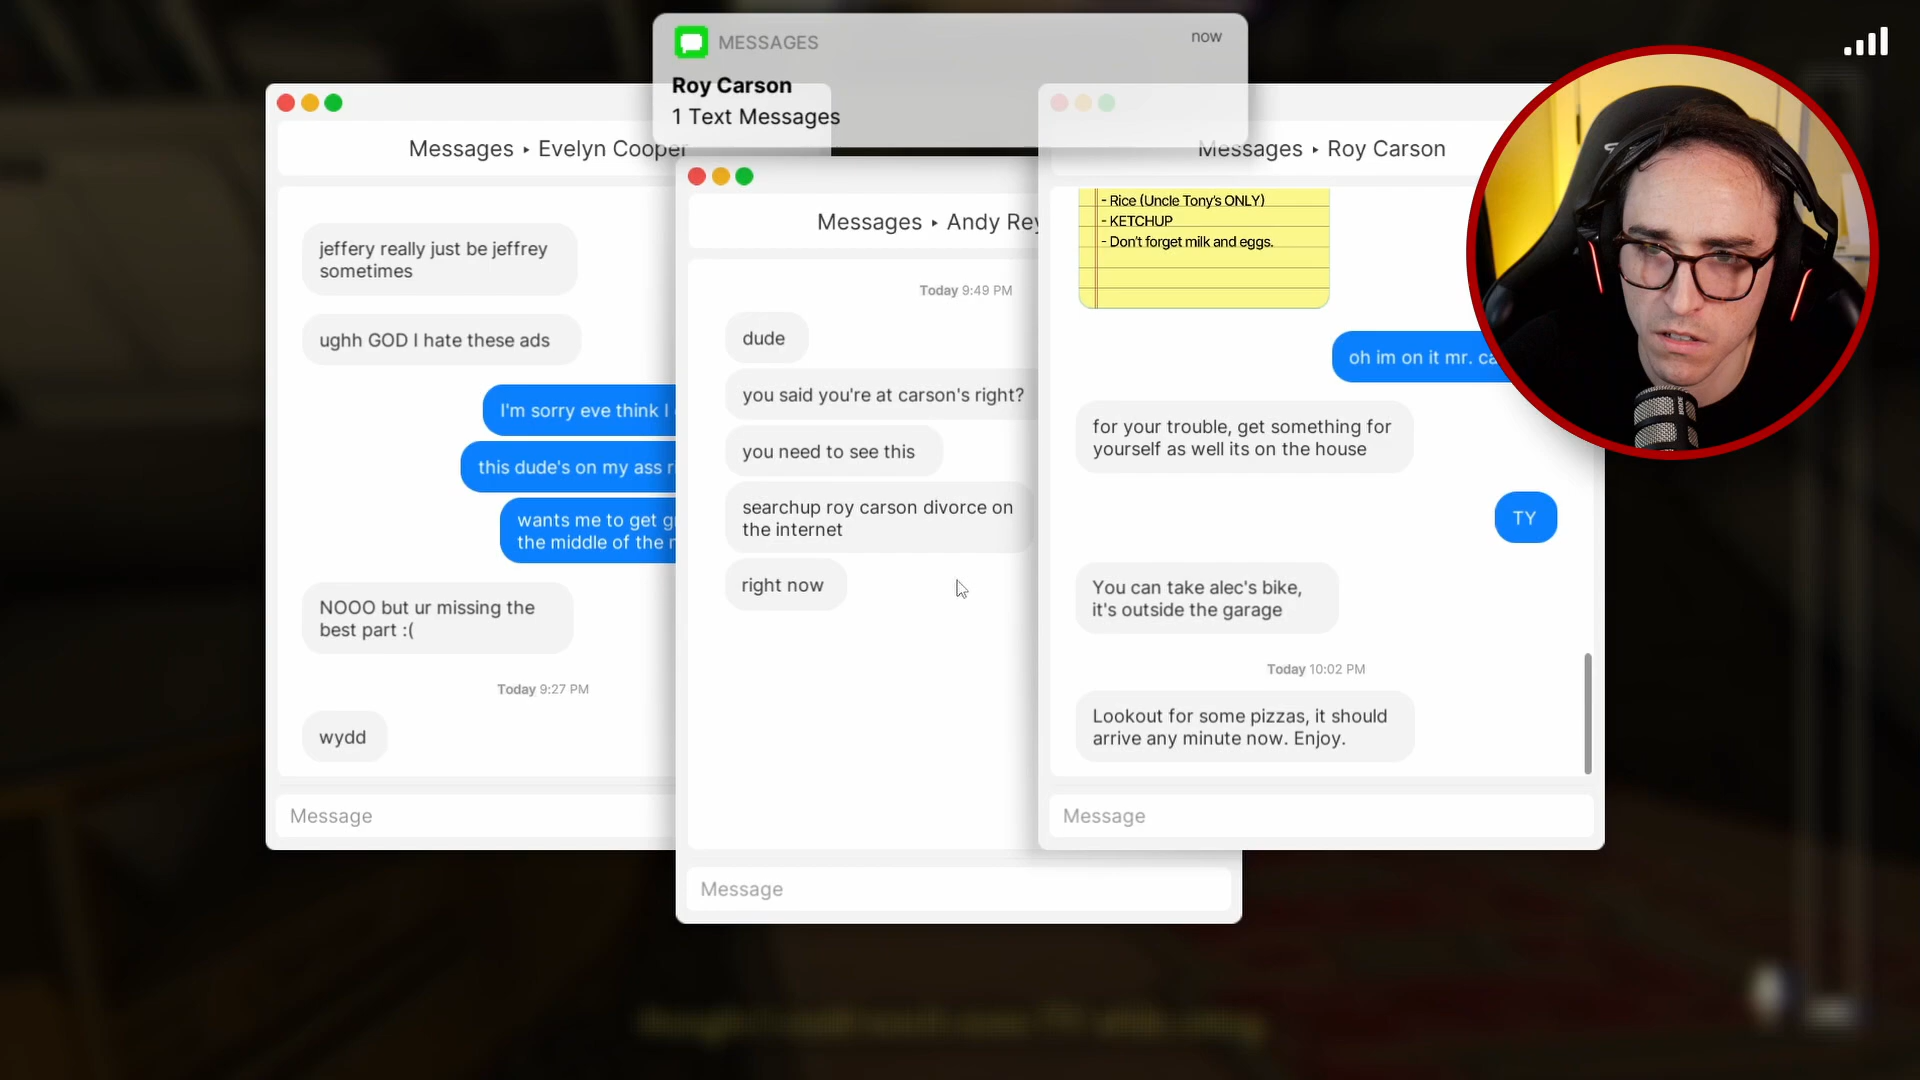 MESSAGES
now
Roy Carson
1 Text Messages
Messages ▸ Evelyn Cooper
jeffery really just be jeffrey
sometimes
ughh GOD I hate these ads
I'm sorry eve think I
this dude's on my ass
wants me to get
the middle of the
NOOO but ur missing the
best part :(
Today 9:27 PM
wydd
Message
Messages ▸ Andy
Today 9:49 PM
dude
you said you're at carson's right?
you need to see this
searchup roy carson divorce on
the internet
right now
Message
Messages ▸ Roy Carson
- Rice (Uncle Tony's ONLY)
- KETCHUP
- Don't forget milk and eggs.
oh im on it mr.
for your trouble, get something for
yourself as well its on the house
TY
You can take alec's bike,
it's outside the garage
Today 10:02 PM
Lookout for some pizzas, it should
arrive any minute now. Enjoy.
Message